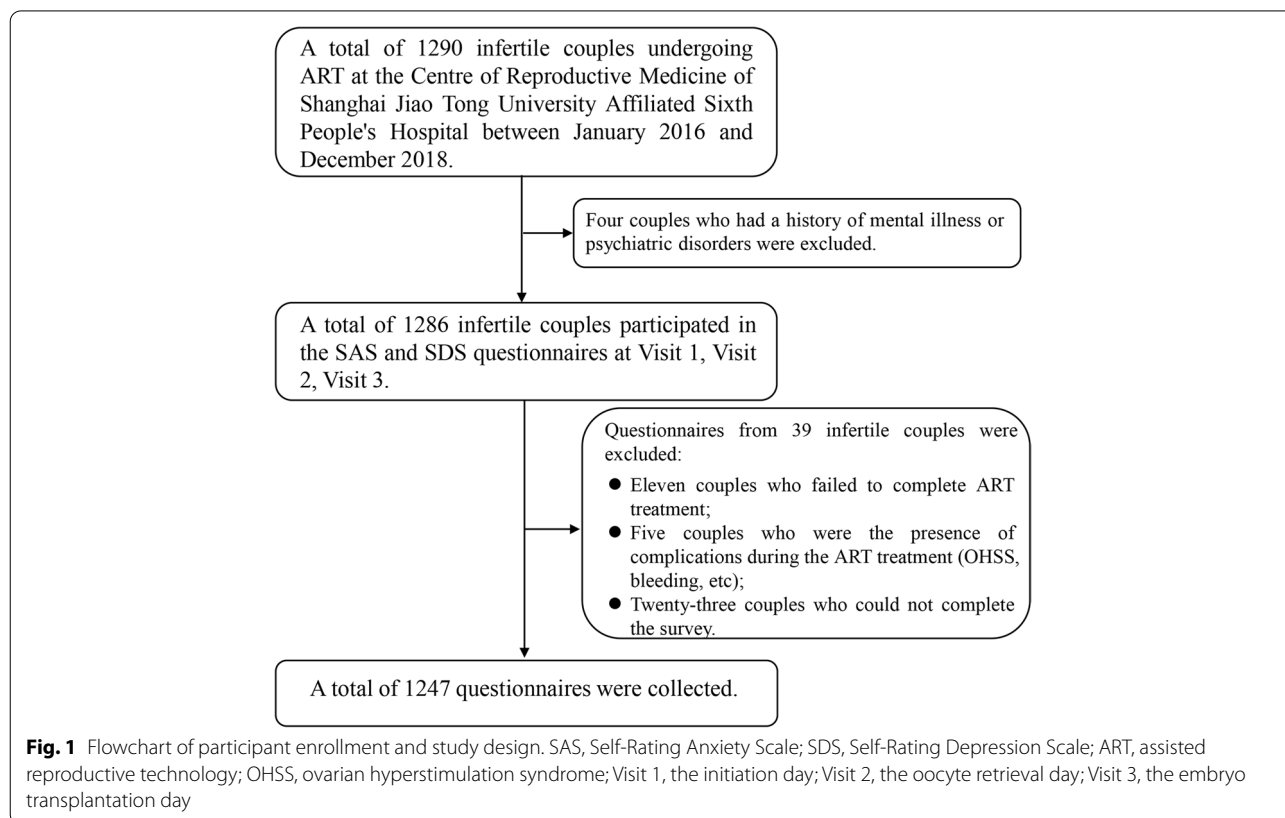 A total of 1290 infertile couples undergoing
ART at the Centre of Reproductive Medicine of
Shanghai Jiao Tong University Affiliated Sixth
People's Hospital between January 2016 and
December 2018.
Four couples who had a history of mental illness or
psychiatric disorders were excluded.
A total of 1286 infertile couples participated in
the SAS and SDS questionnaires at Visit 1, Visit
2, Visit 3.
Questionnaires from 39 infertile couples were
excluded:
● Eleven couples who failed to complete ART
treatment;
● Five couples who were the presence of
complications during the ART treatment (OHSS,
bleeding, etc);
● Twenty-three couples who could not complete
the survey.
A total of 1247 questionnaires were collected.
Fig. 1 Flowchart of participant enrollment and study design. SAS, Self-Rating Anxiety Scale; SDS, Self-Rating Depression Scale; ART, assisted
reproductive technology; OHSS, ovarian hyperstimulation syndrome; Visit 1, the initiation day; Visit 2, the oocyte retrieval day; Visit 3, the embryo
transplantation day